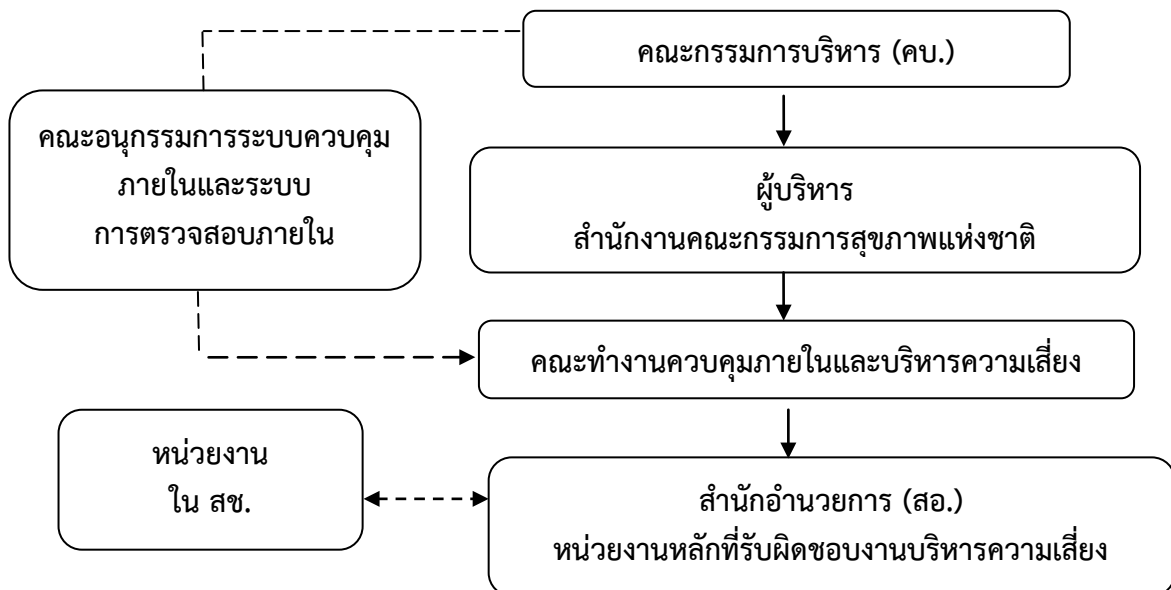 คณะกรรมการบริหาร (คบ.)
คณะอนุกรรมการระบบควบคุม
ภายในและระบบ
การตรวจสอบภายใน
ผู้บริหาร
สำนักงานคณะกรรมการสุขภาพแห่งชาติ
คณะทำงานควบคุมภายในและบริหารความเสี่ยง
หน่วยงาน
ใน สช.
สำนักอำนวยการ (สอ.)
หน่วยงานหลักที่รับผิดชอบงานบริหารความเสี่ยง